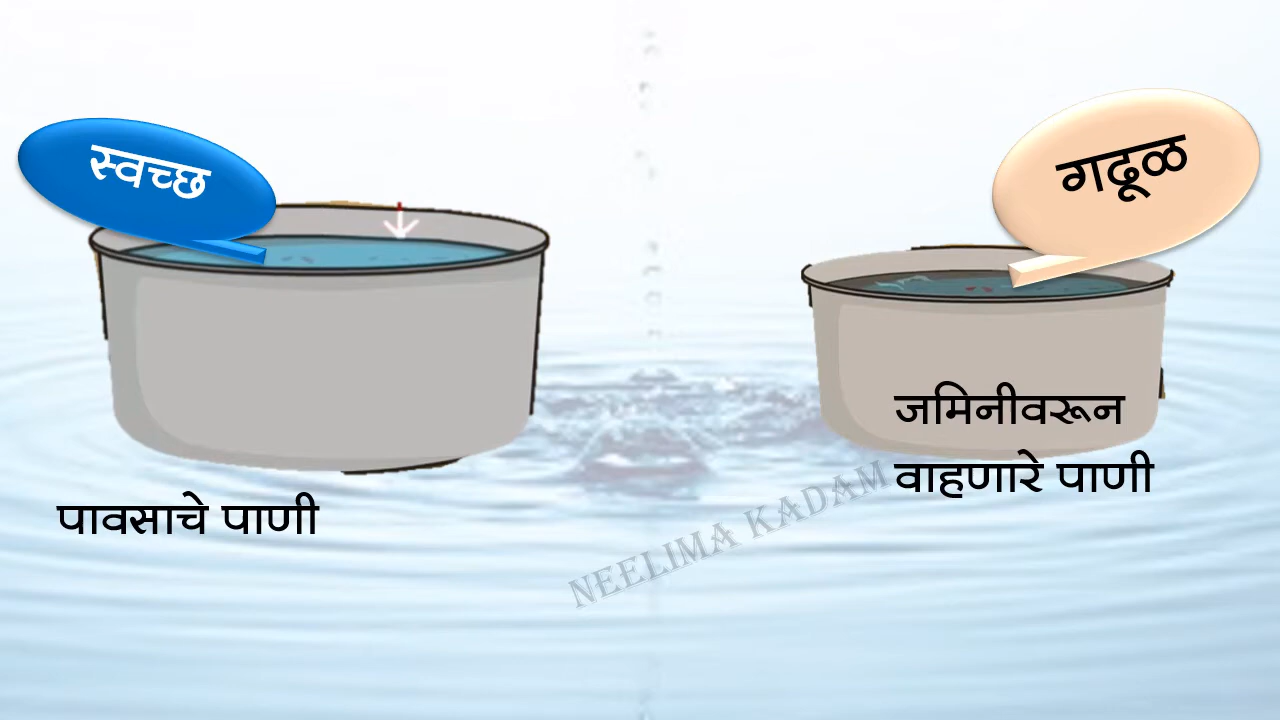 स्वच्छ
गढूळ
जमिनीवरून
वाहणारे पाणी
पावसाचे पाणी
NEELIMA KADAM